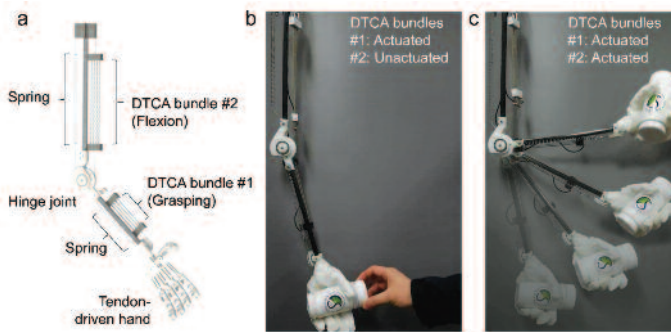 a
Spring
DTCA bundle #2
(Flexion)
DTCA bundle #1
(Grasping)
Hinge joint
Spring
Tendon-
driven hand
b
DTCA bundles
#1: Actuated
#2: Unactuated
c
DTCA bundles
#1: Actuated
#2: Actuated